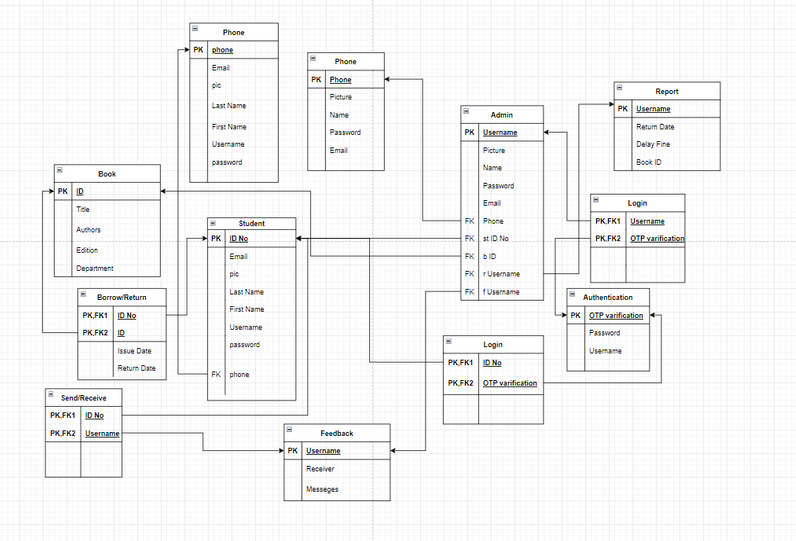 Phone
PK phone
Email
pic
Last Name
First Name
Username
password
Phone
PK Phone
Picture
Name
Password
Email
Admin
PK Username
Picture
Name
Password
Email
FK Phone
FK st ID No
FK b ID
FK r Username
FK f Username
Report
PK Username
Return Date
Delay Fine
Book ID
Book
PK ID
Title
Authors
Edition
Department
Login
PK,FK1 Username
PK,FK2 OTP varification
Student
PK ID No
Email
pic
Last Name
First Name
Username
password
FK phone
Borrow/Return
PK,FK1 ID No
PK,FK2 ID
Issue Date
Return Date
Authentication
PK OTP varification
Password
Username
Login
PK,FK1 ID No
PK,FK2 OTP varification
Send/Receive
PK,FK1 ID No
PK,FK2 Username
Feedback
PK Username
Receiver
Messeges